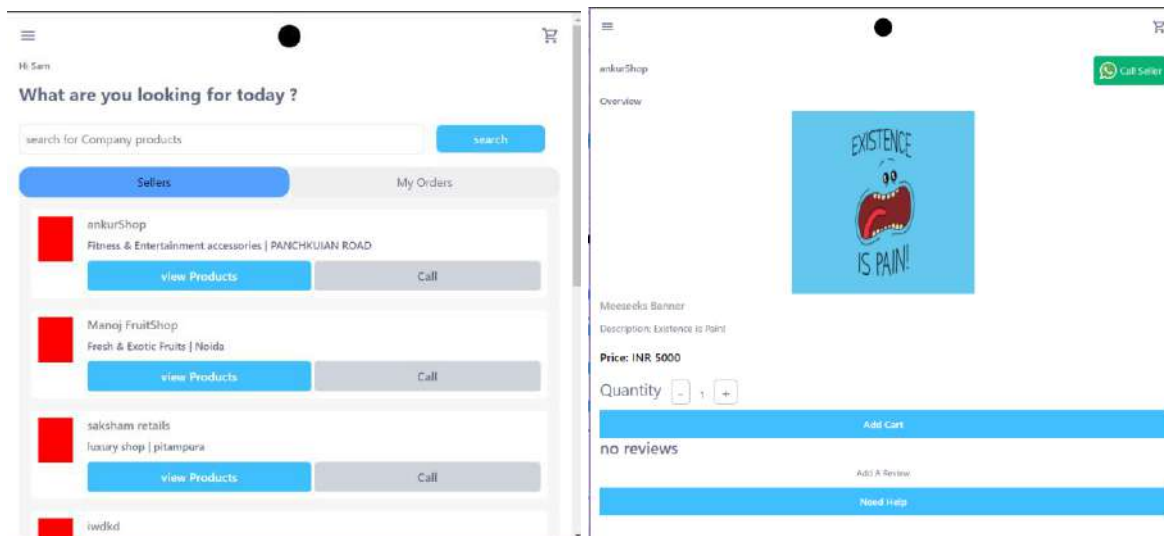 Hi Sam
What are you looking for today ?
search for Company products
search
Sellers
My Orders
ankurShop
Fitness & Entertainment accessories | PANCHKUIAN ROAD
view Products
Call
Manoj FruitShop
Fresh & Exotic Fruits | Noida
view Products
Call
saksham retails
luxury shop | pitampura
view Products
Call
iwdkd
ankurShop
Call Seller
Overview
EXISTENCE
IS PAIN!
Meeseeks Banner
Description: Existence is Pain!
Price: INR 5000
Quantity - 1 +
Add Cart
no reviews
Add A Review
Need Help